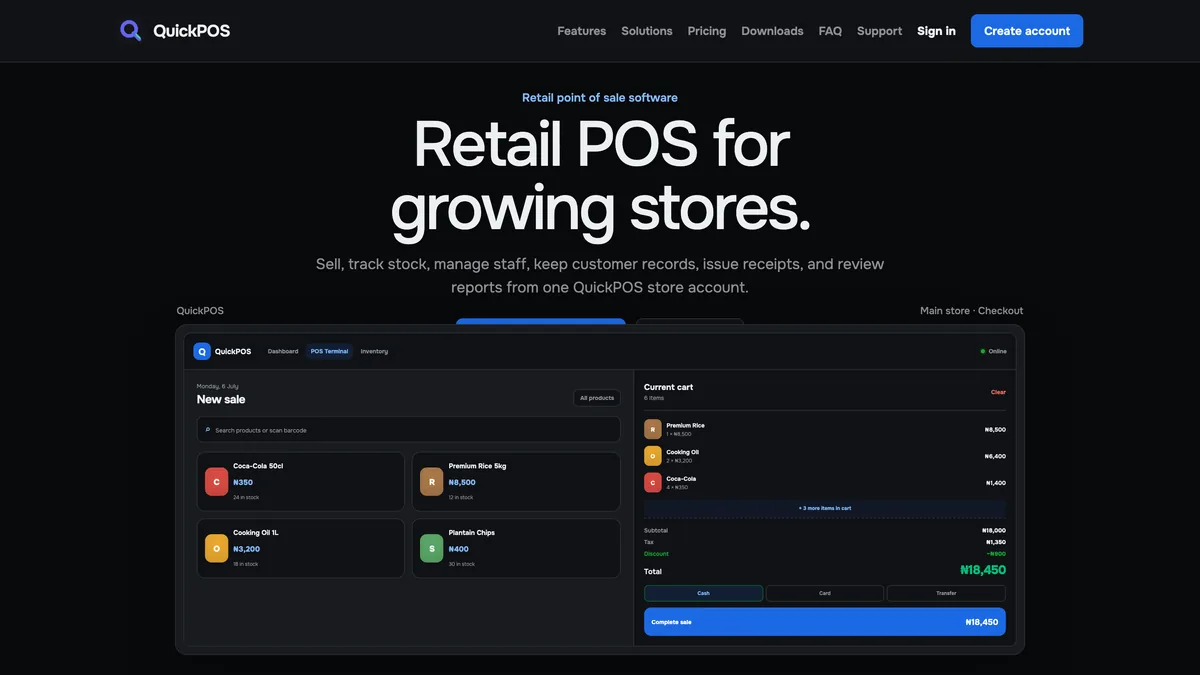 QuickPOS
Features Solutions Pricing Downloads FAQ Support Sign in Create account
Retail point of sale software
Retail POS for
growing stores.
Sell, track stock, manage staff, keep customer records, issue receipts, and review
reports from one QuickPOS store account.
QuickPOS
Main store · Checkout
Q QuickPOS Dashboard POS Terminal Inventory
Online
Monday, 6 July
New sale
All products
Search products or scan barcode
C
Coca-Cola 50cl
₦350
24 in stock
R
Premium Rice 5kg
₦8,500
12 in stock
O
Cooking Oil 1L
₦3,200
18 in stock
S
Plantain Chips
₦400
30 in stock
Current cart
6 items
Clear
R
Premium Rice
1 × ₦8,500
₦8,500
O
Cooking Oil
2 × ₦3,200
₦6,400
C
Coca-Cola
4 × ₦350
₦1,400
+ 3 more items in cart
Subtotal ₦18,000
Tax ₦1,350
Discount -₦900
Total ₦18,450
Cash Card Transfer
Complete sale ₦18,450